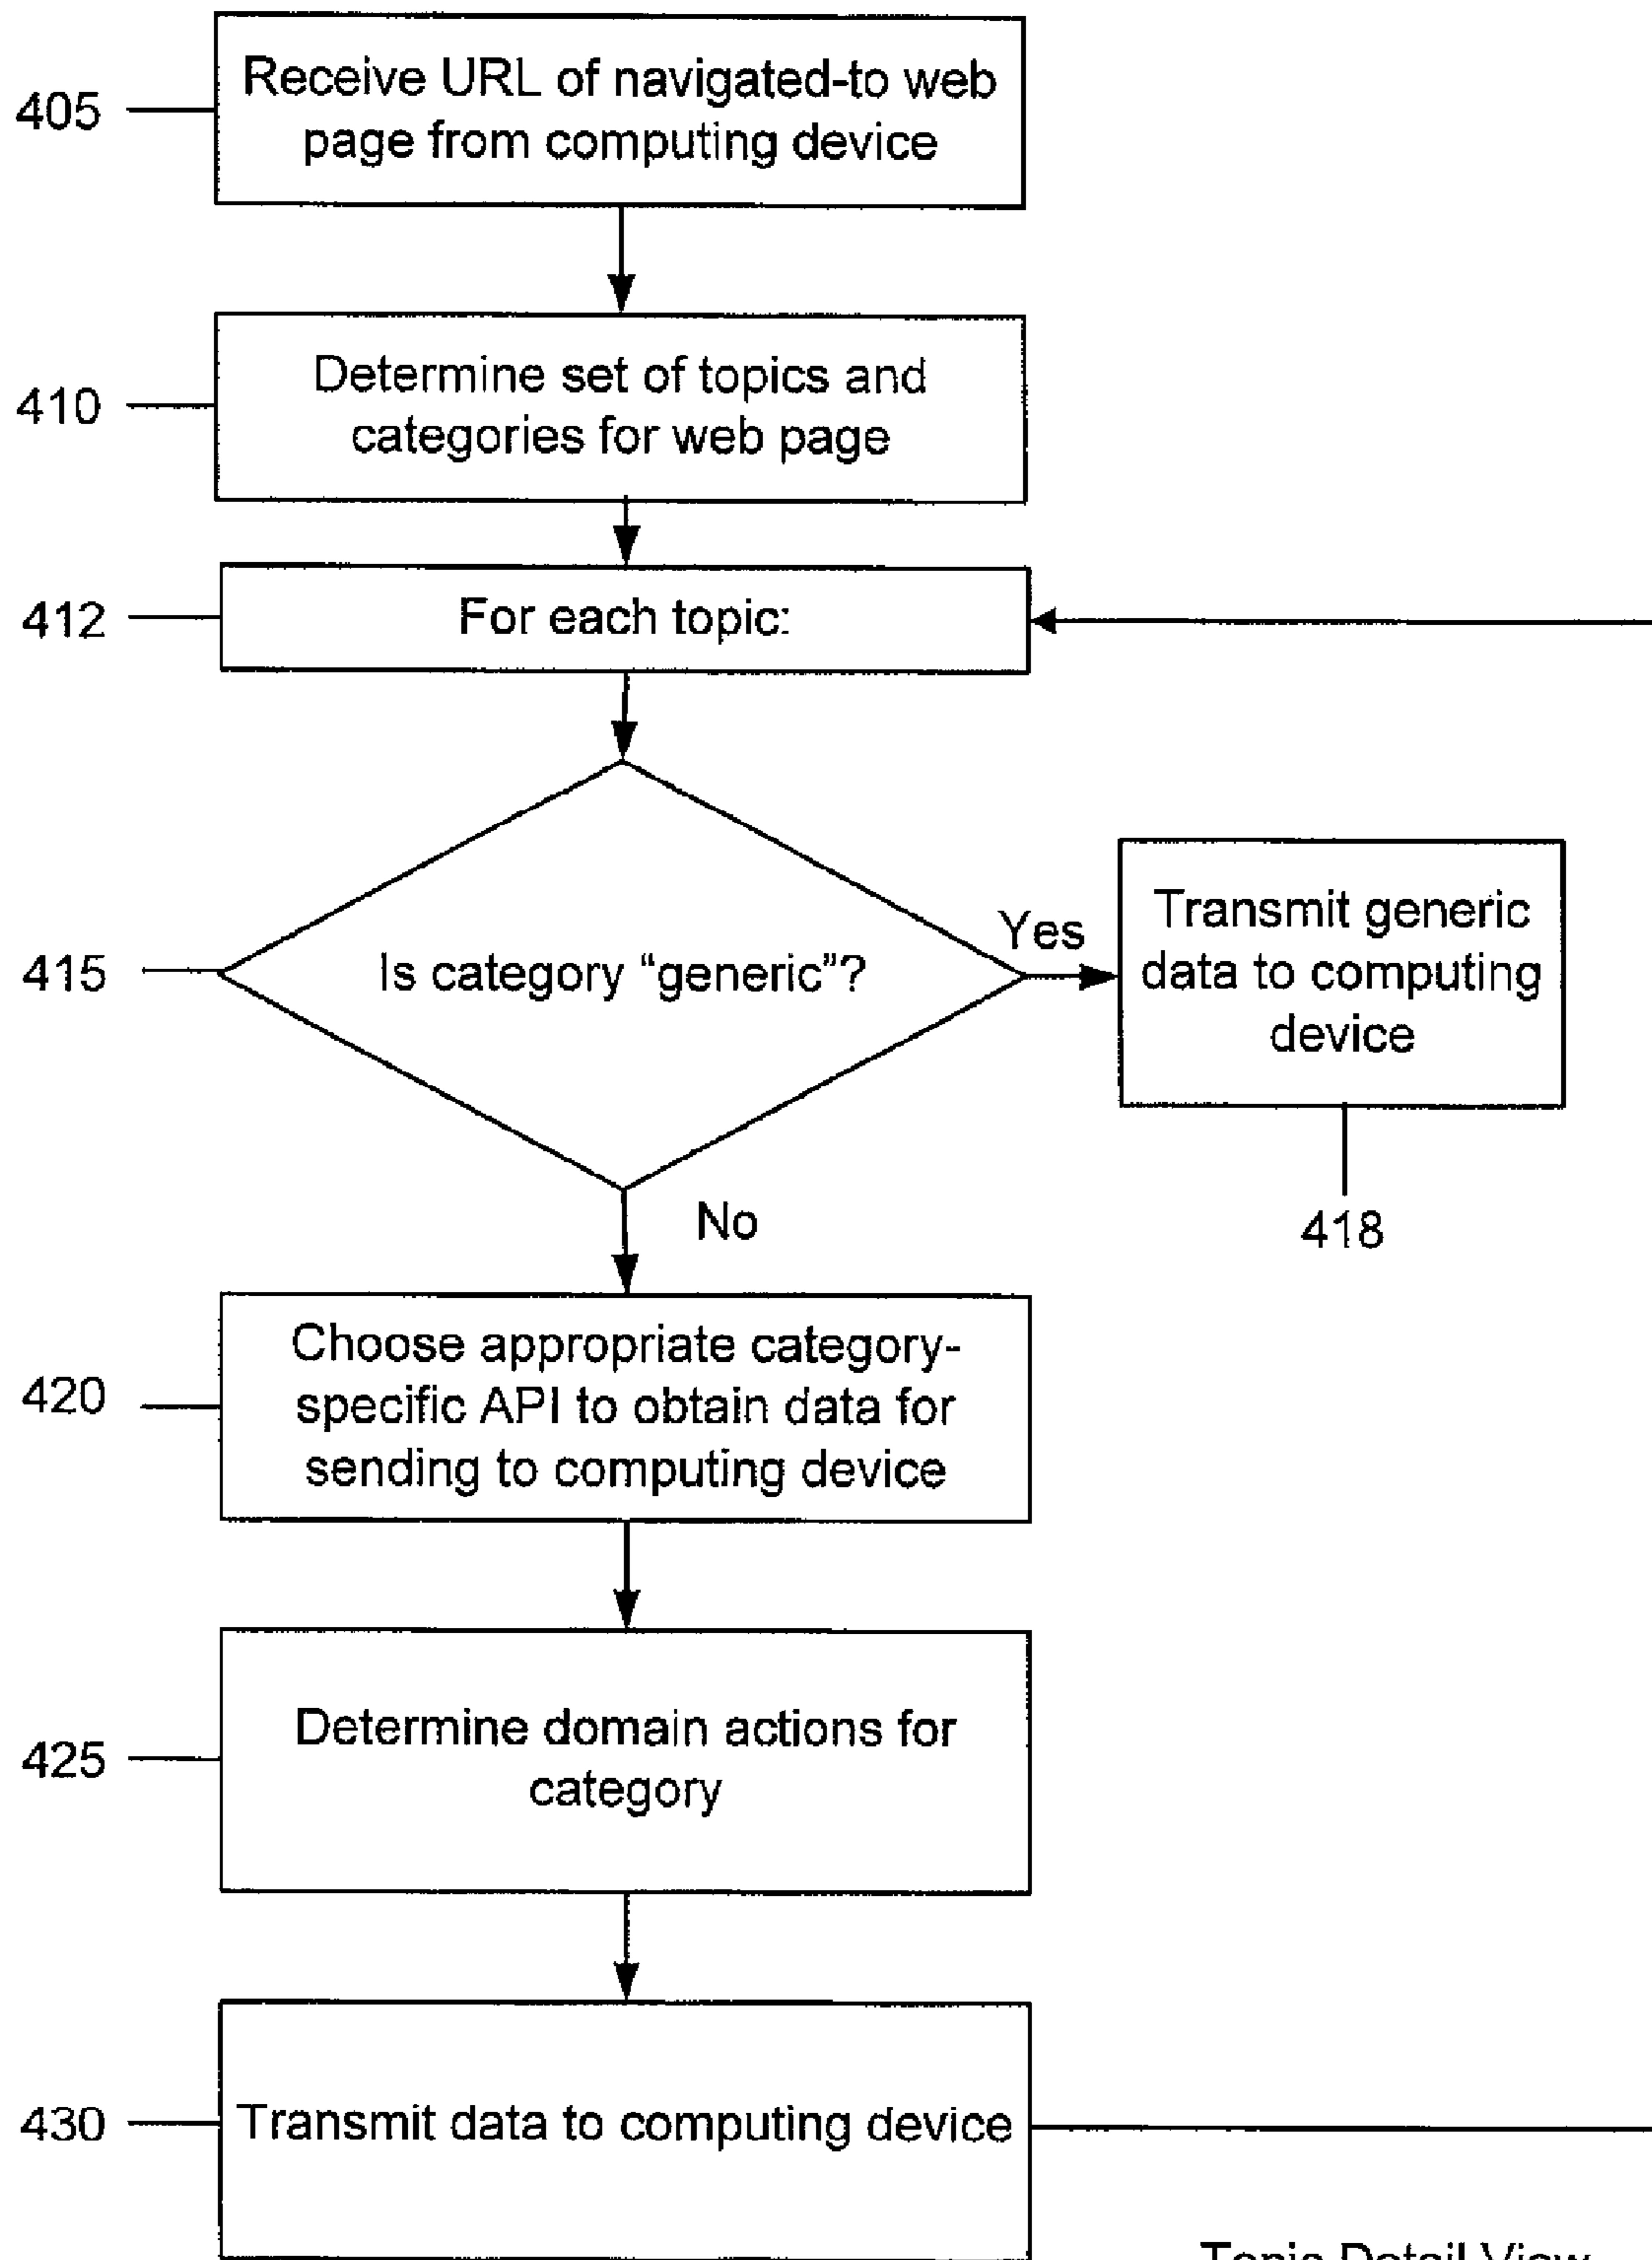 405
Receive URL of navigated-to web
page from computing device
410
Determine set of topics and
categories for web page
412
For each topic:
415
Is category “generic”?
Yes
Transmit generic
data to computing
device
418
No
420
Choose appropriate category-
specific API to obtain data for
sending to computing device
425
Determine domain actions for
category
430
Transmit data to computing device
Topic Detail View